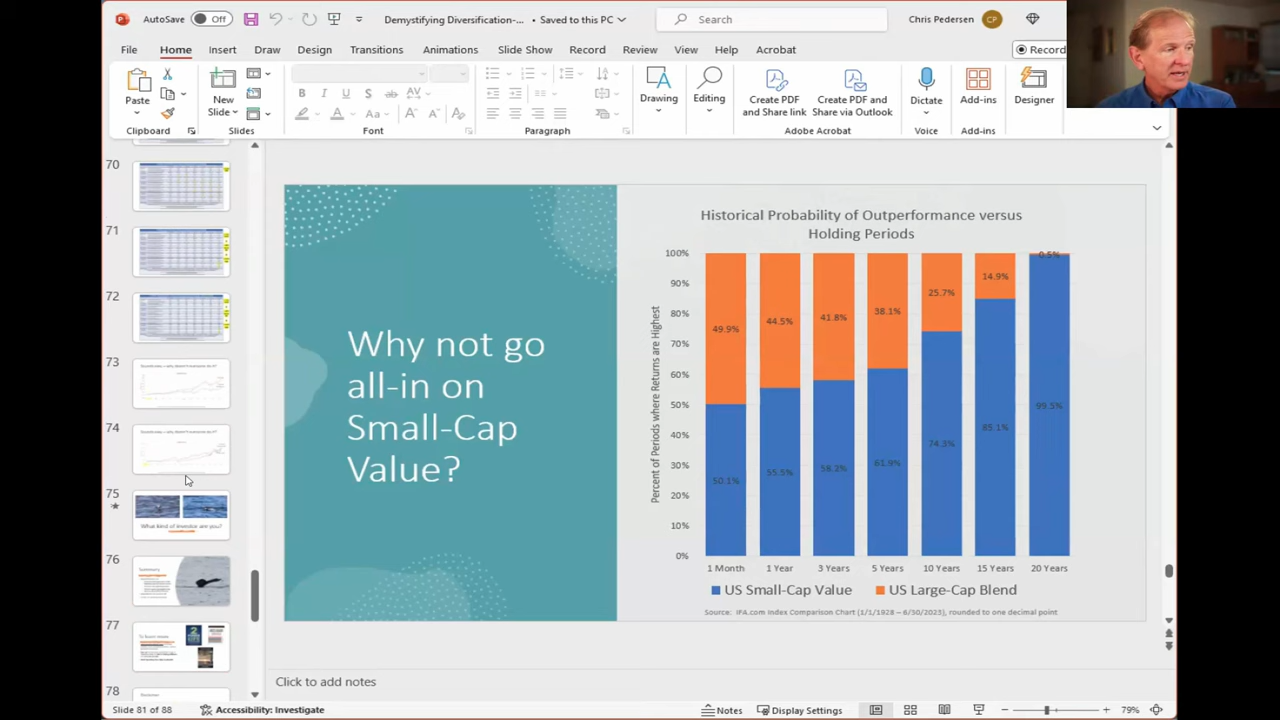 AutoSave Off Demystifying Diversification-... • Saved to this PC Search Chris Pedersen CP
File Home Insert Draw Design Transitions Animations Slide Show Record Review View Help Acrobat Record
Paste New Slide Drawing Editing Create PDF and Share link Create PDF and Share via Outlook Dictate Add-ins Designer
Clipboard Slides Font Paragraph Adobe Acrobat Voice Add-ins
70
71
72
73
74
75
What kind of investor are you?
76
Summary
77
78
Why not go
all-in on
Small-Cap
Value?
Historical Probability of Outperformance versus
Holding Periods
Percent of Periods where Returns are Highest
100%
90%
80%
70%
60%
50%
40%
30%
20%
10%
0%
49.9% 44.5% 41.8% 38.1% 25.7% 14.9% 0.5%
50.1% 55.5% 58.2% 61.9% 74.3% 85.1% 99.5%
1 Month 1 Year 3 Years 5 Years 10 Years 15 Years 20 Years
US Small-Cap Value US Large-Cap Blend
Source: IFA.com Index Comparison Chart (1/1/1928 – 6/30/2023), rounded to one decimal point
Click to add notes
Slide 81 of 88 Accessibility: Investigate Notes Display Settings 79%